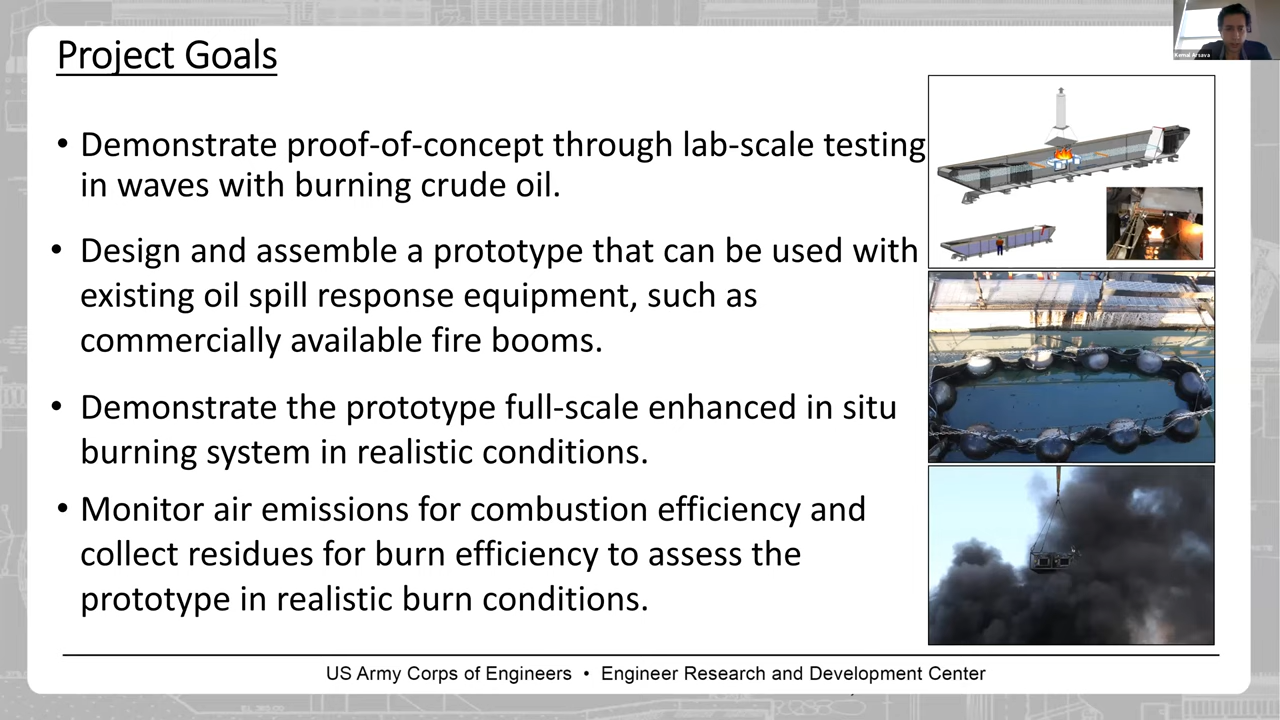 Project Goals
Kemal Arsava
• Demonstrate proof-of-concept through lab-scale testing
in waves with burning crude oil.
• Design and assemble a prototype that can be used with
existing oil spill response equipment, such as
commercially available fire booms.
• Demonstrate the prototype full-scale enhanced in situ
burning system in realistic conditions.
• Monitor air emissions for combustion efficiency and
collect residues for burn efficiency to assess the
prototype in realistic burn conditions.
US Army Corps of Engineers • Engineer Research and Development Center